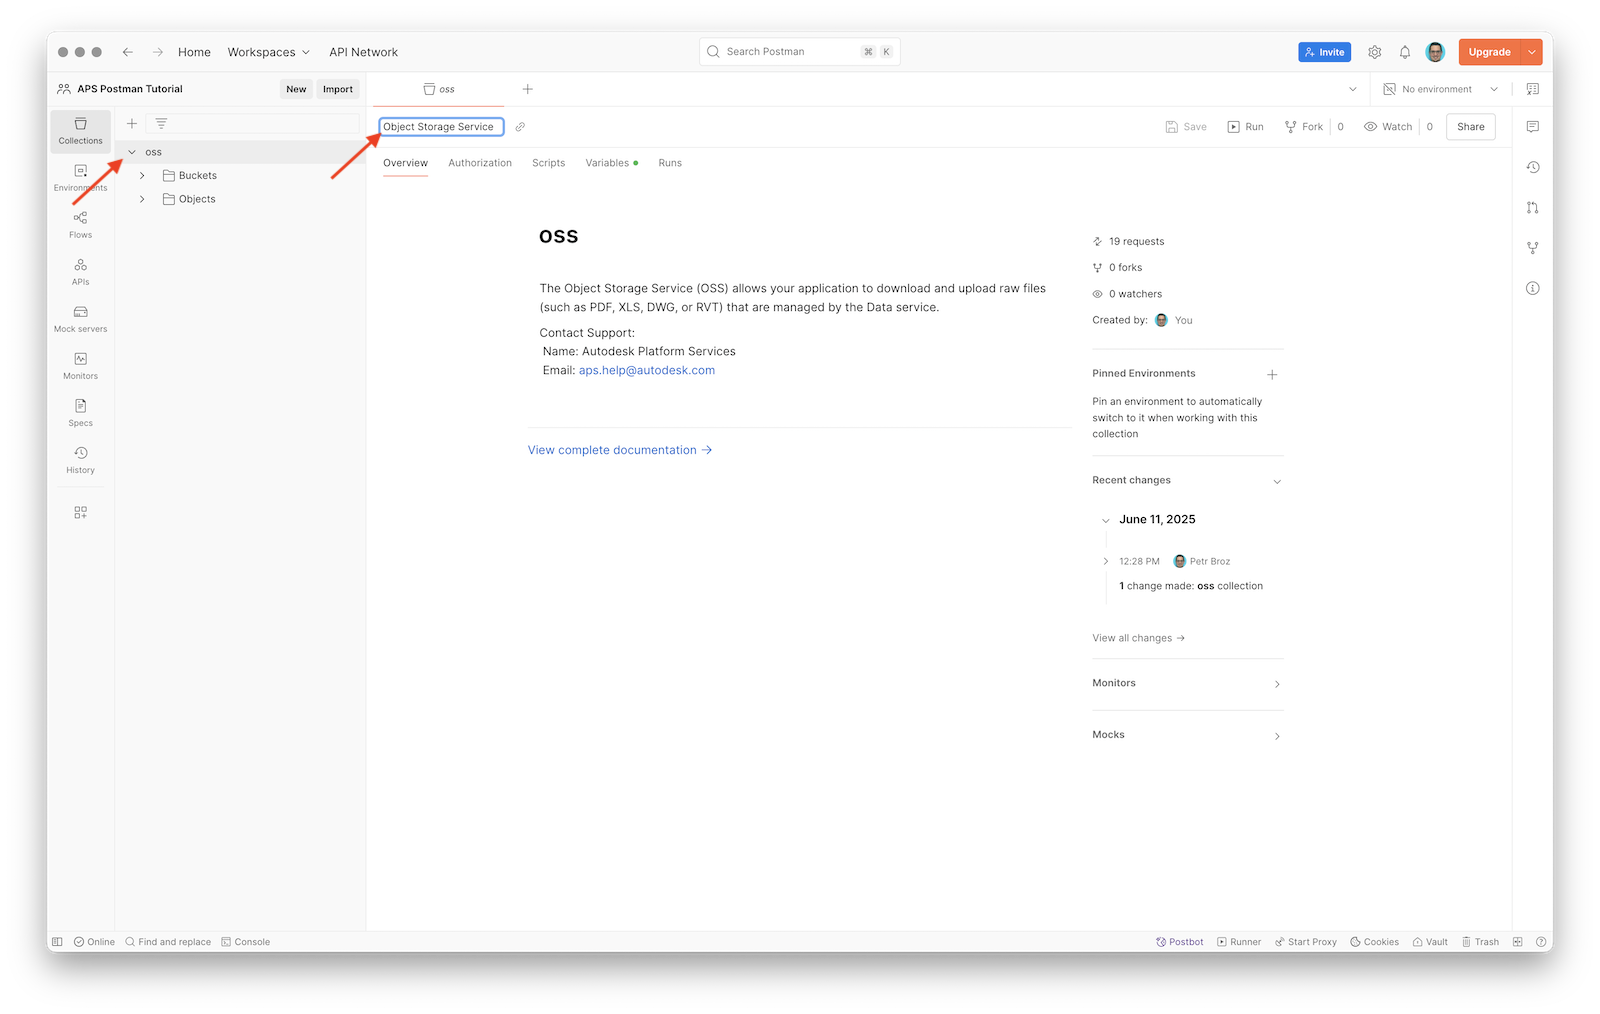 Home
Workspaces
API Network
Search Postman
⌘ K
Invite
Upgrade
APS Postman Tutorial
New
Import
oss
No environment
Collections
Object Storage Service
Save
Run
Fork 0
Watch 0
Share
oss
Overview
Authorization
Scripts
Variables
Runs
Buckets
Environments
Objects
Flows
APIs
Mock servers
Monitors
Specs
History
oss
The Object Storage Service (OSS) allows your application to download and upload raw files
(such as PDF, XLS, DWG, or RVT) that are managed by the Data service.
Contact Support:
Name: Autodesk Platform Services
Email: aps.help@autodesk.com
View complete documentation →
19 requests
0 forks
0 watchers
Created by: You
Pinned Environments
Pin an environment to automatically
switch to it when working with this
collection
Recent changes
June 11, 2025
12:28 PM Petr Broz
1 change made: oss collection
View all changes →
Monitors
Mocks
Online
Find and replace
Console
Postbot
Runner
Start Proxy
Cookies
Vault
Trash